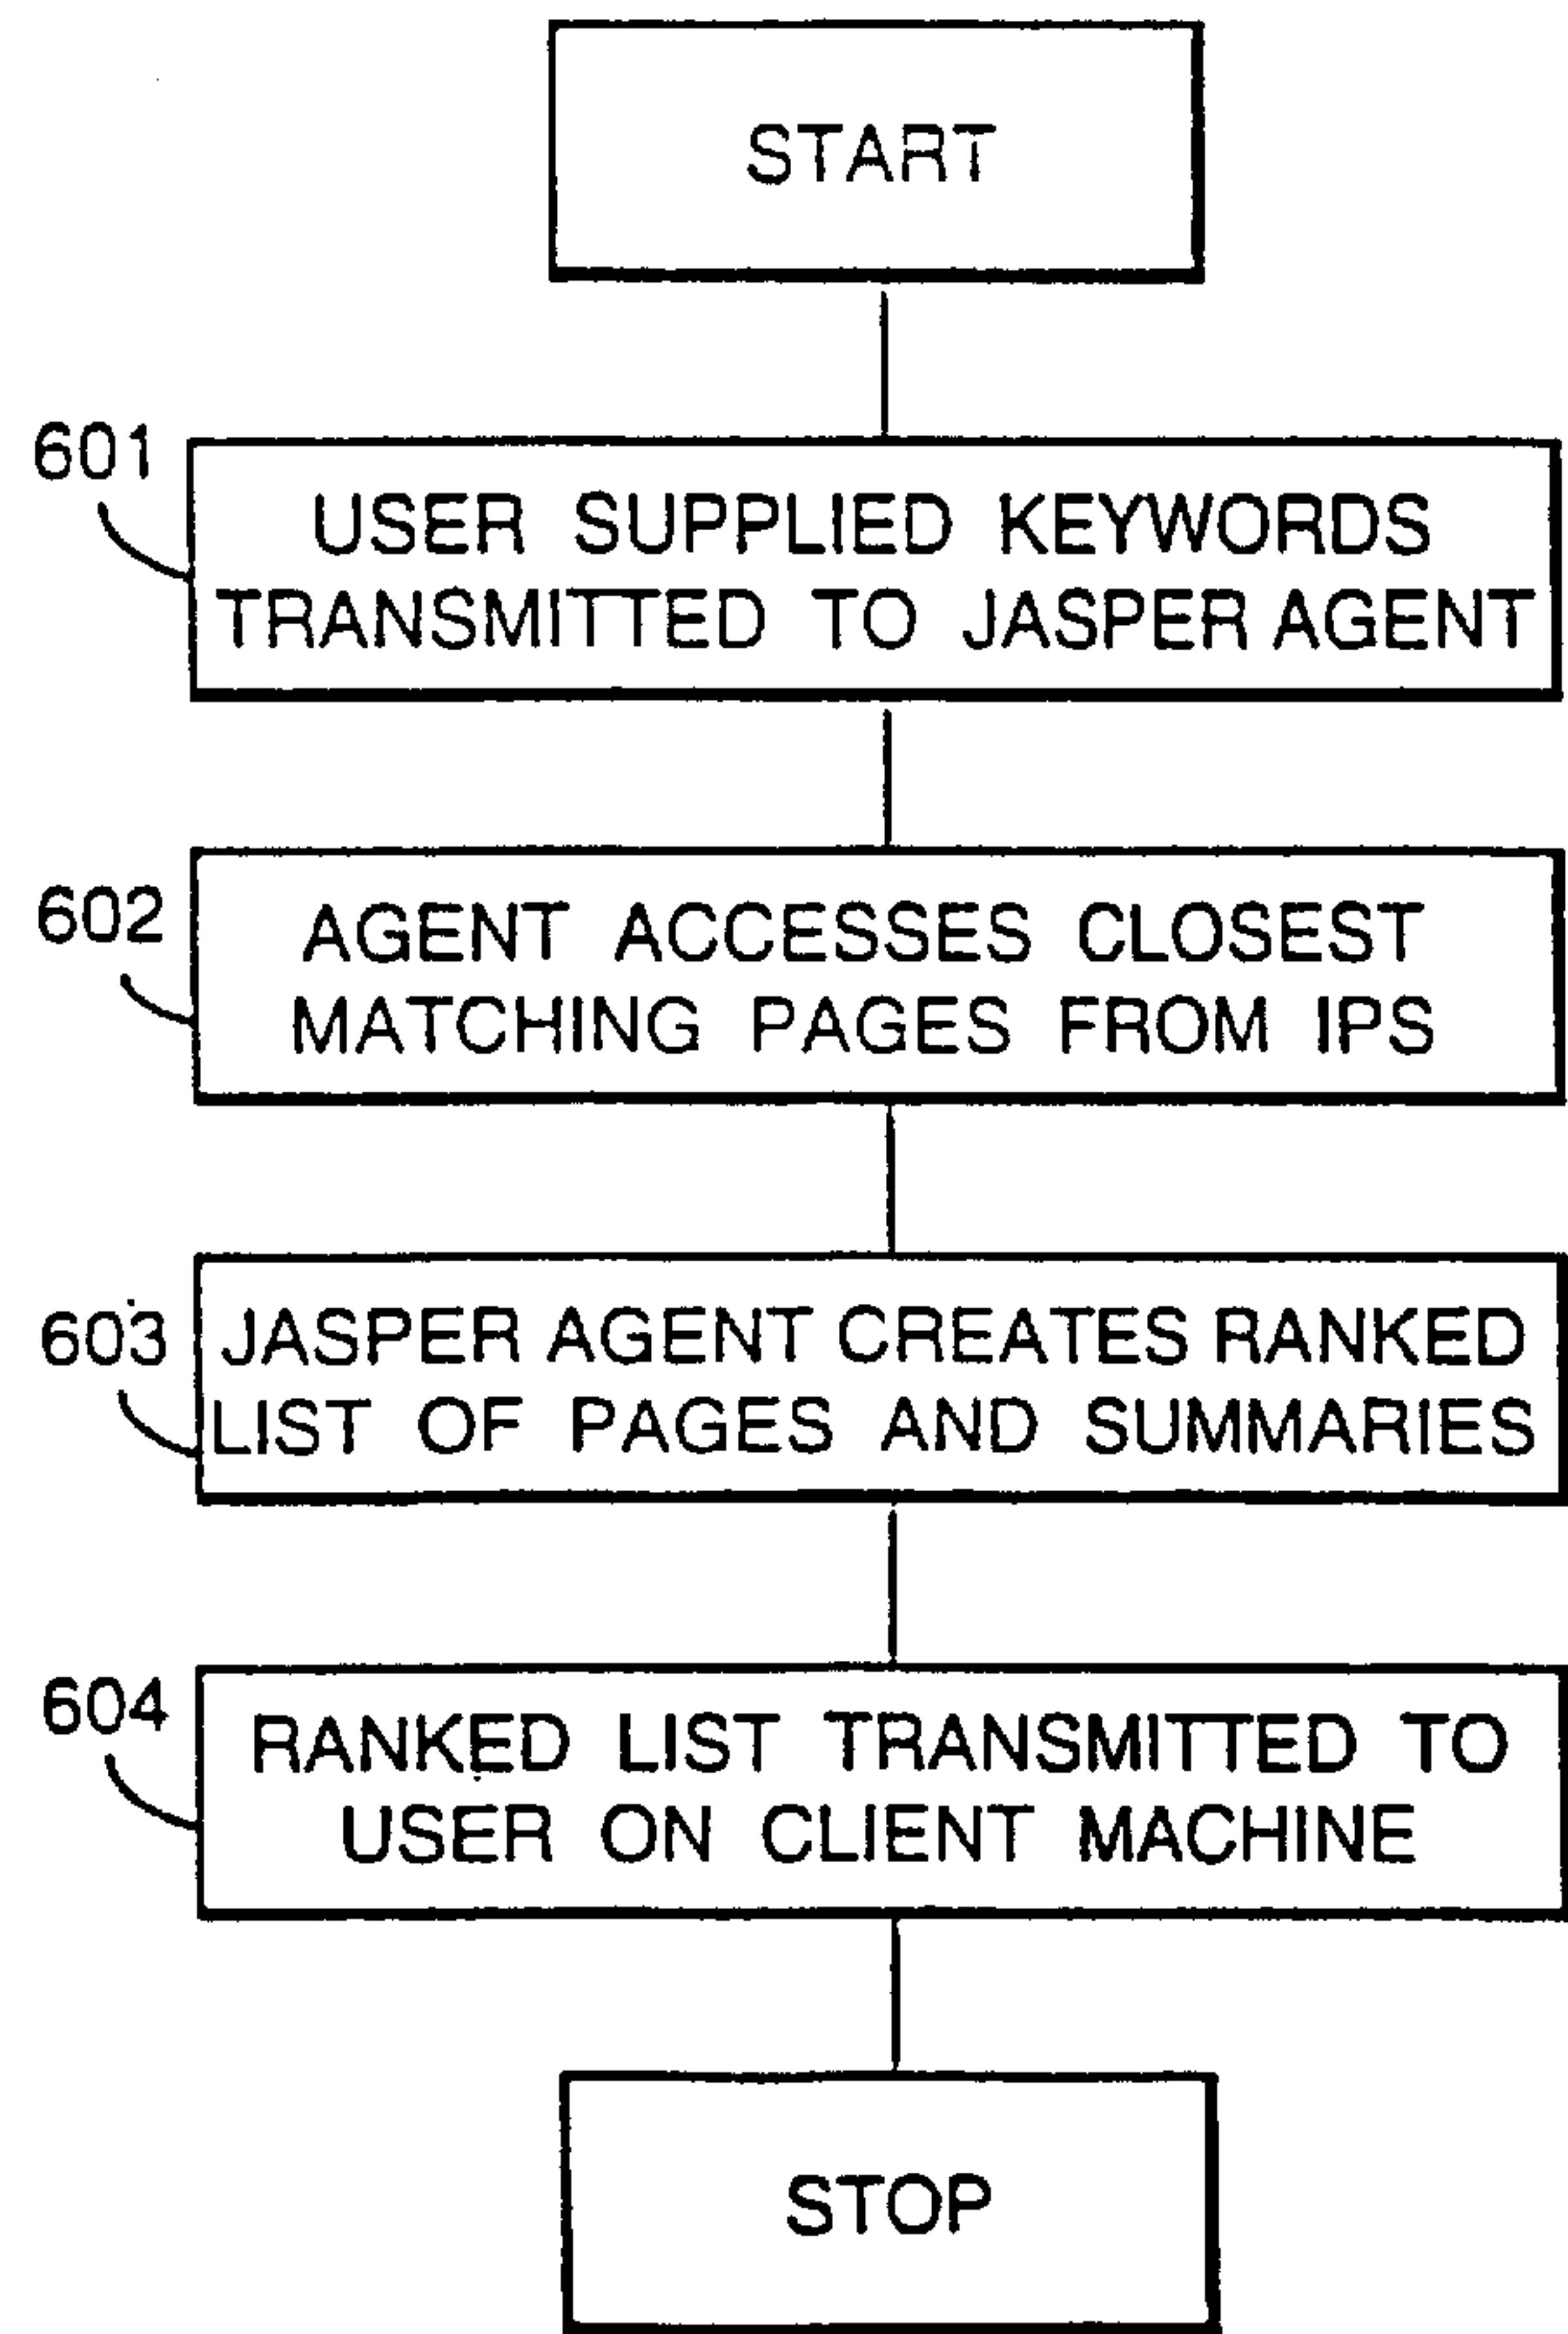 START
601
USER SUPPLIED KEYWORDS
TRANSMITTED TO JASPER AGENT
602
AGENT ACCESSES CLOSEST
MATCHING PAGES FROM IPS
603
JASPER AGENT CREATES RANKED
LIST OF PAGES AND SUMMARIES
604
RANKED LIST TRANSMITTED TO
USER ON CLIENT MACHINE
STOP